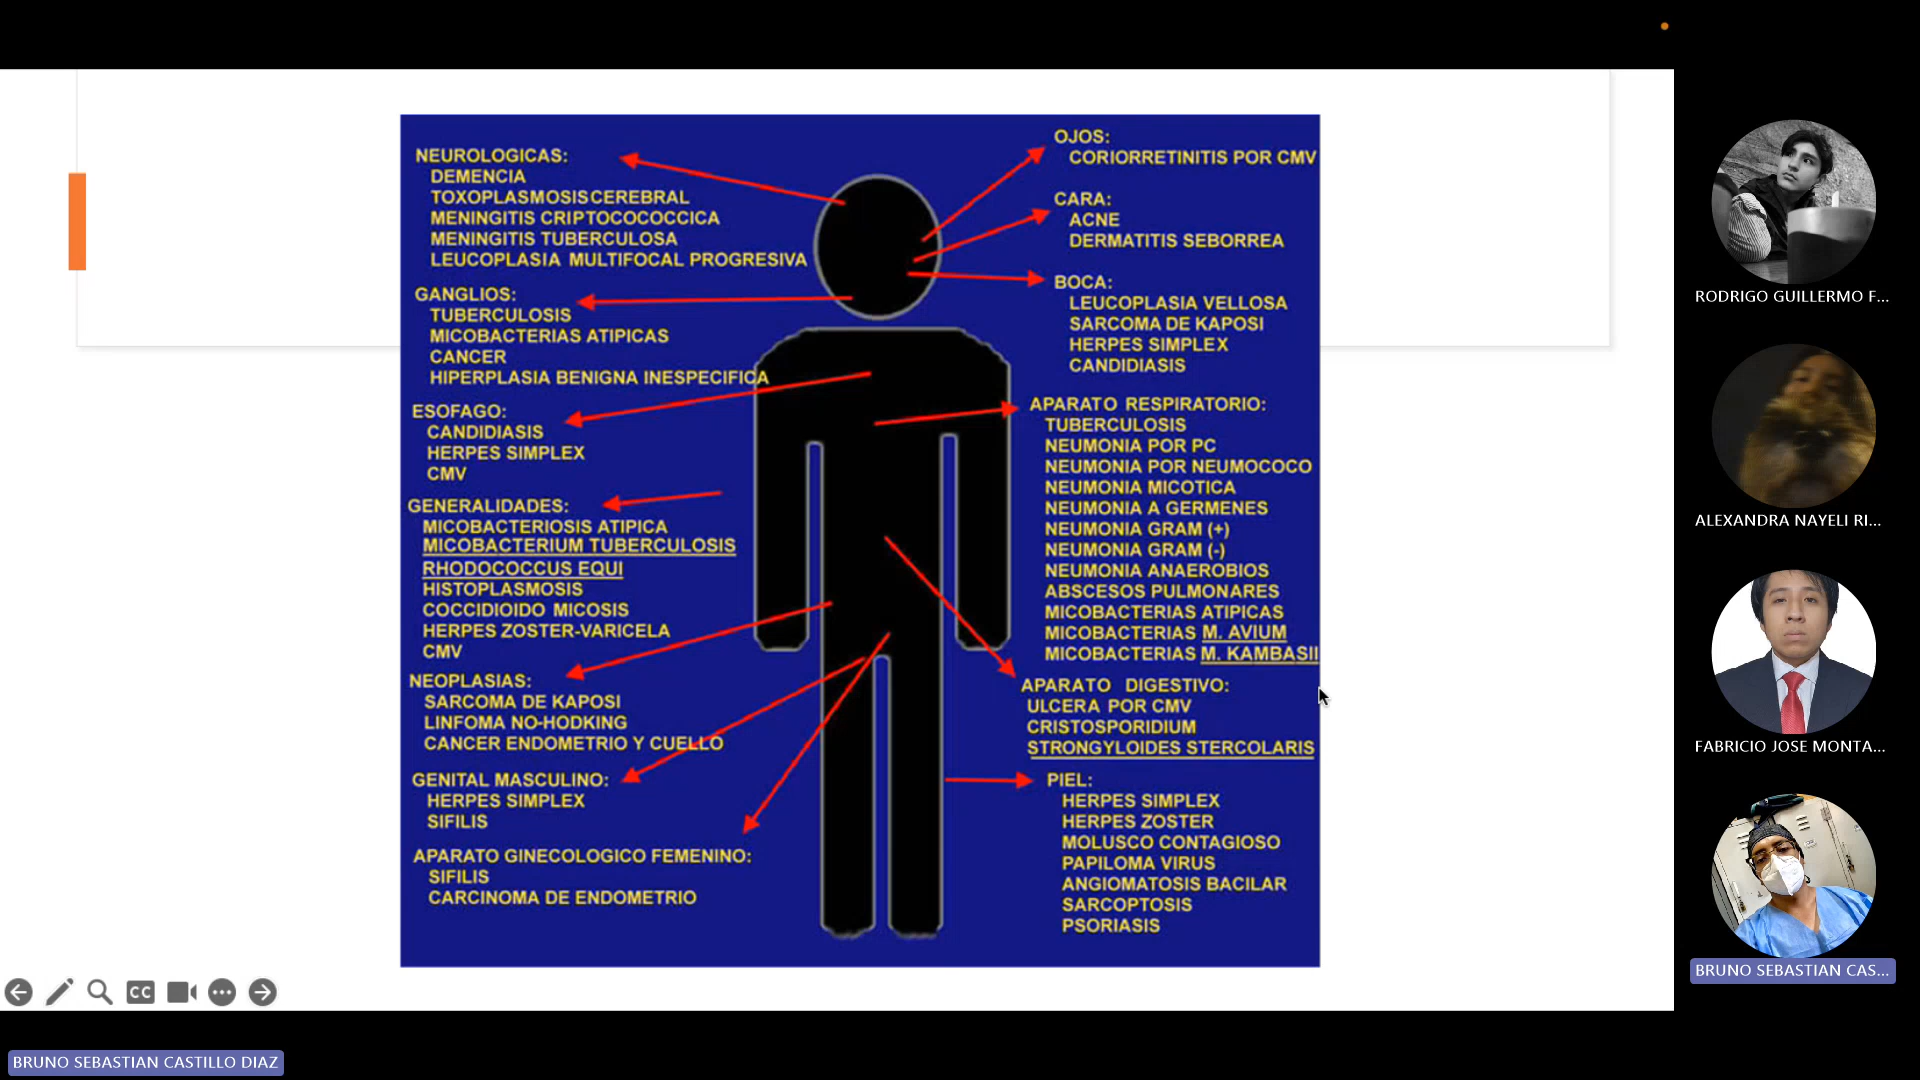 NEUROLOGICAS:
DEMENCIA
TOXOPLASMOSIS CEREBRAL
MENINGITIS CRIPTOCOCOCCICA
MENINGITIS TUBERCULOSA
LEUCOPLASIA MULTIFOCAL PROGRESIVA
GANGLIOS:
TUBERCULOSIS
MICOBACTERIAS ATIPICAS
CANCER
HIPERPLASIA BENIGNA INESPECIFICA
ESOFAGO:
CANDIDIASIS
HERPES SIMPLEX
CMV
GENERALIDADES:
MICOBACTERIOSIS ATIPICA
MICOBACTERIUM TUBERCULOSIS
RHODOCOCCUS EQUI
HISTOPLASMOSIS
COCCIDIOIDO MICOSIS
HERPES ZOSTER-VARICELA
CMV
NEOPLASIAS:
SARCOMA DE KAPOSI
LINFOMA NO-HODKING
CANCER ENDOMETRIO Y CUELLO
GENITAL MASCULINO:
HERPES SIMPLEX
SIFILIS
APARATO GINECOLOGICO FEMENINO:
SIFILIS
CARCINOMA DE ENDOMETRIO
OJOS:
CORIORRETINITIS POR CMV
CARA:
ACNE
DERMATITIS SEBORREA
BOCA:
LEUCOPLASIA VELLOSA
SARCOMA DE KAPOSI
HERPES SIMPLEX
CANDIDIASIS
APARATO RESPIRATORIO:
TUBERCULOSIS
NEUMONIA POR PC
NEUMONIA POR NEUMOCOCO
NEUMONIA MICOTICA
NEUMONIA A GERMENES
NEUMONIA GRAM (+)
NEUMONIA GRAM (-)
NEUMONIA ANAEROBIOS
ABSCESOS PULMONARES
MICOBACTERIAS ATIPICAS
MICOBACTERIAS M. AVIUM
MICOBACTERIAS M. KAMBASII
APARATO DIGESTIVO:
ULCERA POR CMV
CRISTOSPORIDIUM
STRONGYLOIDES STERCOLARIS
PIEL:
HERPES SIMPLEX
HERPES ZOSTER
MOLUSCO CONTAGIOSO
PAPILOMA VIRUS
ANGIOMATOSIS BACILAR
SARCOPTOSIS
PSORIASIS
RODRIGO GUILLERMO F...
ALEXANDRA NAYELI RI...
FABRICIO JOSE MONTA...
BRUNO SEBASTIAN CAS...
CC
BRUNO SEBASTIAN CASTILLO DIAZ